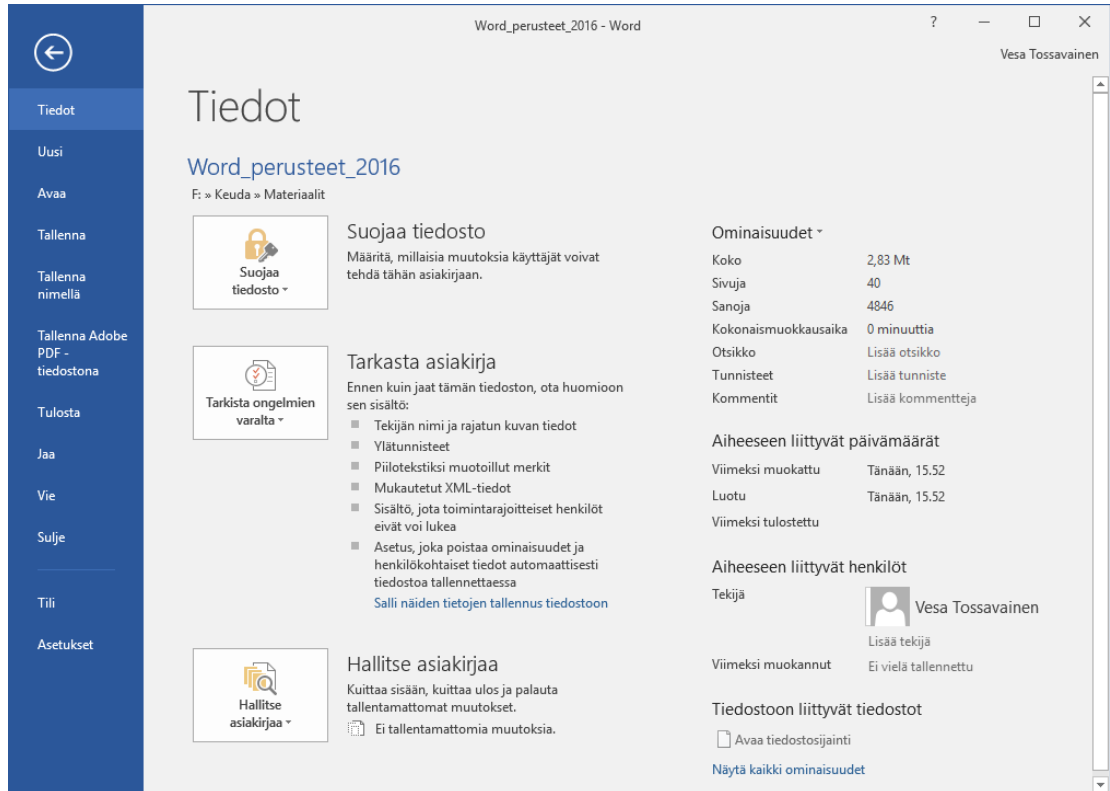 Word_perusteet_2016 - Word
?
Vesa Tossavainen
Tiedot
Uusi
Avaa
Tallenna
Tallenna
nimellä
Tallenna Adobe
PDF -
tiedostona
Tulosta
Jaa
Vie
Sulje
Tili
Asetukset
Tiedot
Word_perusteet_2016
F: » Keuda » Materiaalit
Suojaa
tiedosto
Suojaa tiedosto
Määritä, millaisia muutoksia käyttäjät voivat
tehdä tähän asiakirjaan.
Tarkista ongelmien
varalta
Tarkasta asiakirja
Ennen kuin jaat tämän tiedoston, ota huomioon
sen sisältö:
Tekijän nimi ja rajatun kuvan tiedot
Ylätunnisteet
Piilotekstiksi muotoillut merkit
Mukautetut XML-tiedot
Sisältö, jota toimintarajoitteiset henkilöt
eivät voi lukea
Asetus, joka poistaa ominaisuudet ja
henkilökohtaiset tiedot automaattisesti
tiedostoa tallennettaessa
Salli näiden tietojen tallennus tiedostoon
Hallitse
asiakirjaa
Hallitse asiakirjaa
Kuittaa sisään, kuittaa ulos ja palauta
tallentamattomat muutokset.
Ei tallentamattomia muutoksia.
Ominaisuudet
Koko 2,83 Mt
Sivuja 40
Sanoja 4846
Kokonaismuokkausaika 0 minuuttia
Otsikko Lisää otsikko
Tunnisteet Lisää tunniste
Kommentit Lisää kommentteja
Aiheeseen liittyvät päivämäärät
Viimeksi muokattu Tänään, 15.52
Luotu Tänään, 15.52
Viimeksi tulostettu
Aiheeseen liittyvät henkilöt
Tekijä Vesa Tossavainen
Lisää tekijä
Viimeksi muokannut Ei vielä tallennettu
Tiedostoon liittyvät tiedostot
Avaa tiedostosijainti
Näytä kaikki ominaisuudet